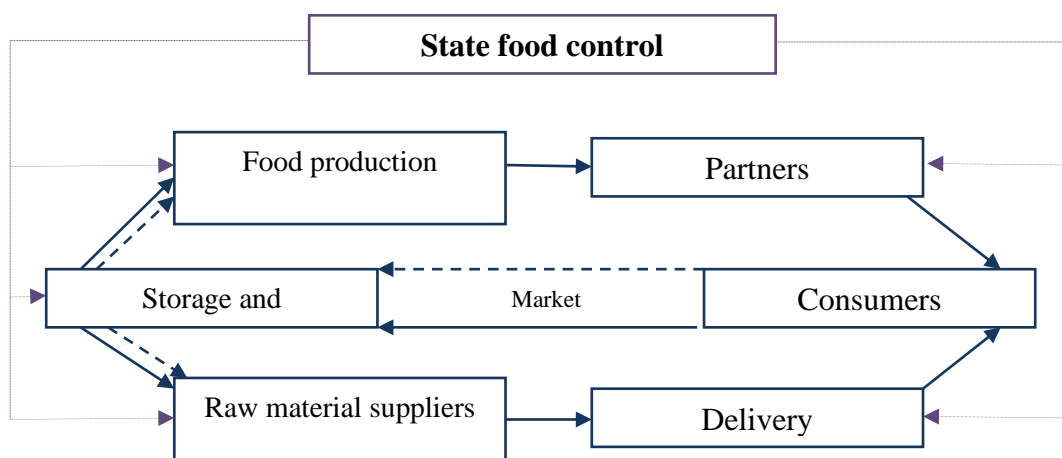 State food control
Food production
Partners
Storage and
Market
Consumers
Raw material suppliers
Delivery